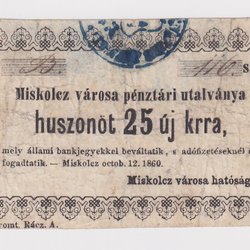 116 s
Miskolcz városa pénztári utalványa
huszonöt 25 új krra,
mely állami bankjegyekkel beváltatik, s adófizetéseknél
fogadtatik. — Miskolcz octob. 12. 1860.
Miskolcz városa hatóság
Rácz. A.